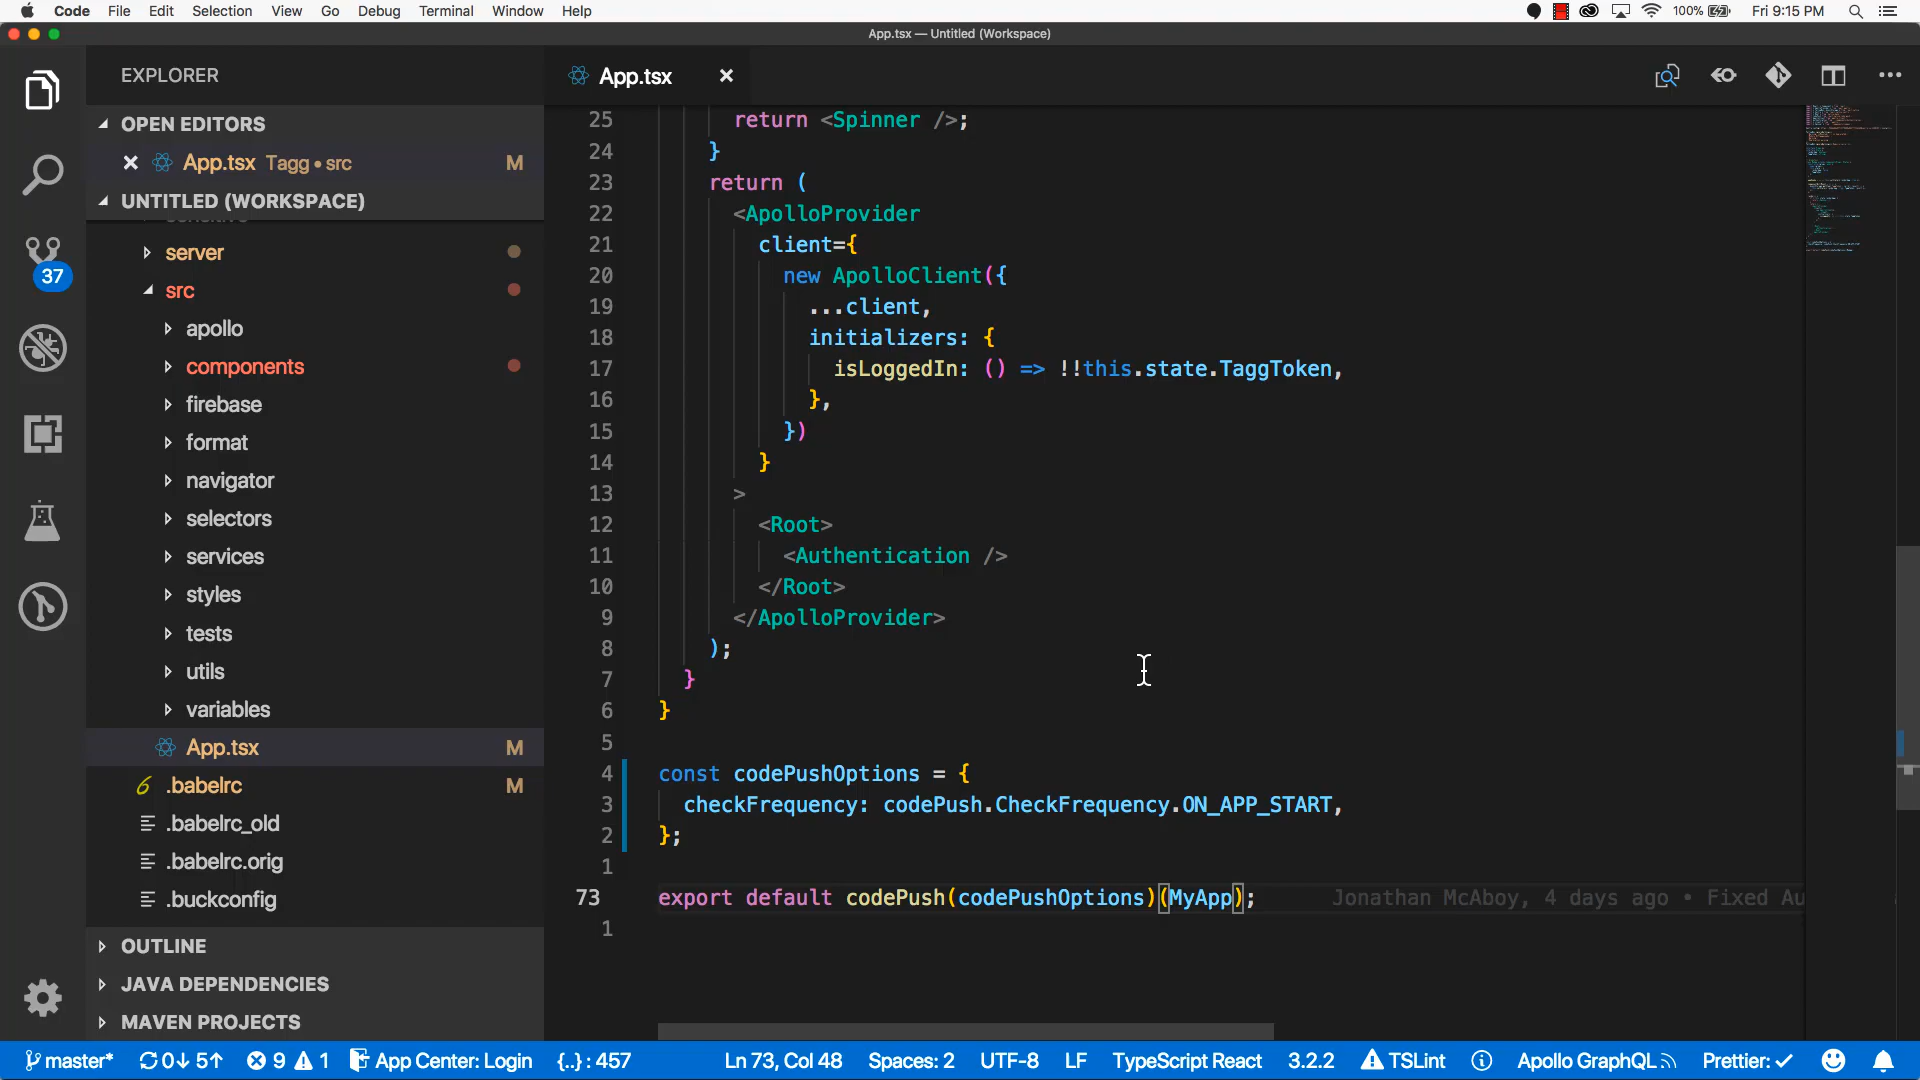 Code File Edit Selection View Go Debug Terminal Window Help 100% Fri 9:15 PM
App.tsx — Untitled (Workspace)
EXPLORER
OPEN EDITORS
App.tsx Tagg • src M
UNTITLED (WORKSPACE)
server
src
apollo
components
firebase
format
navigator
selectors
services
styles
tests
utils
variables
App.tsx M
.babelrc M
.babelrc_old
.babelrc.orig
.buckconfig
OUTLINE
JAVA DEPENDENCIES
MAVEN PROJECTS
37
App.tsx
25 return <Spinner />;
24 }
23 return (
22 <ApolloProvider
21 client={
20 new ApolloClient({
19 ...client,
18 initializers: {
17 isLoggedIn: () => !!this.state.TaggToken,
16 },
15 })
14 }
13 >
12 <Root>
11 <Authentication />
10 </Root>
9 </ApolloProvider>
8 );
7 }
6 }
5
4 const codePushOptions = {
3 checkFrequency: codePush.CheckFrequency.ON_APP_START,
2 };
1
73 export default codePush(codePushOptions)(MyApp); Jonathan McAboy, 4 days ago • Fixed Au
1
master* 0↓ 5↑ 9 1 App Center: Login {..} : 457 Ln 73, Col 48 Spaces: 2 UTF-8 LF TypeScript React 3.2.2 TSLint Apollo GraphQL Prettier: ✓